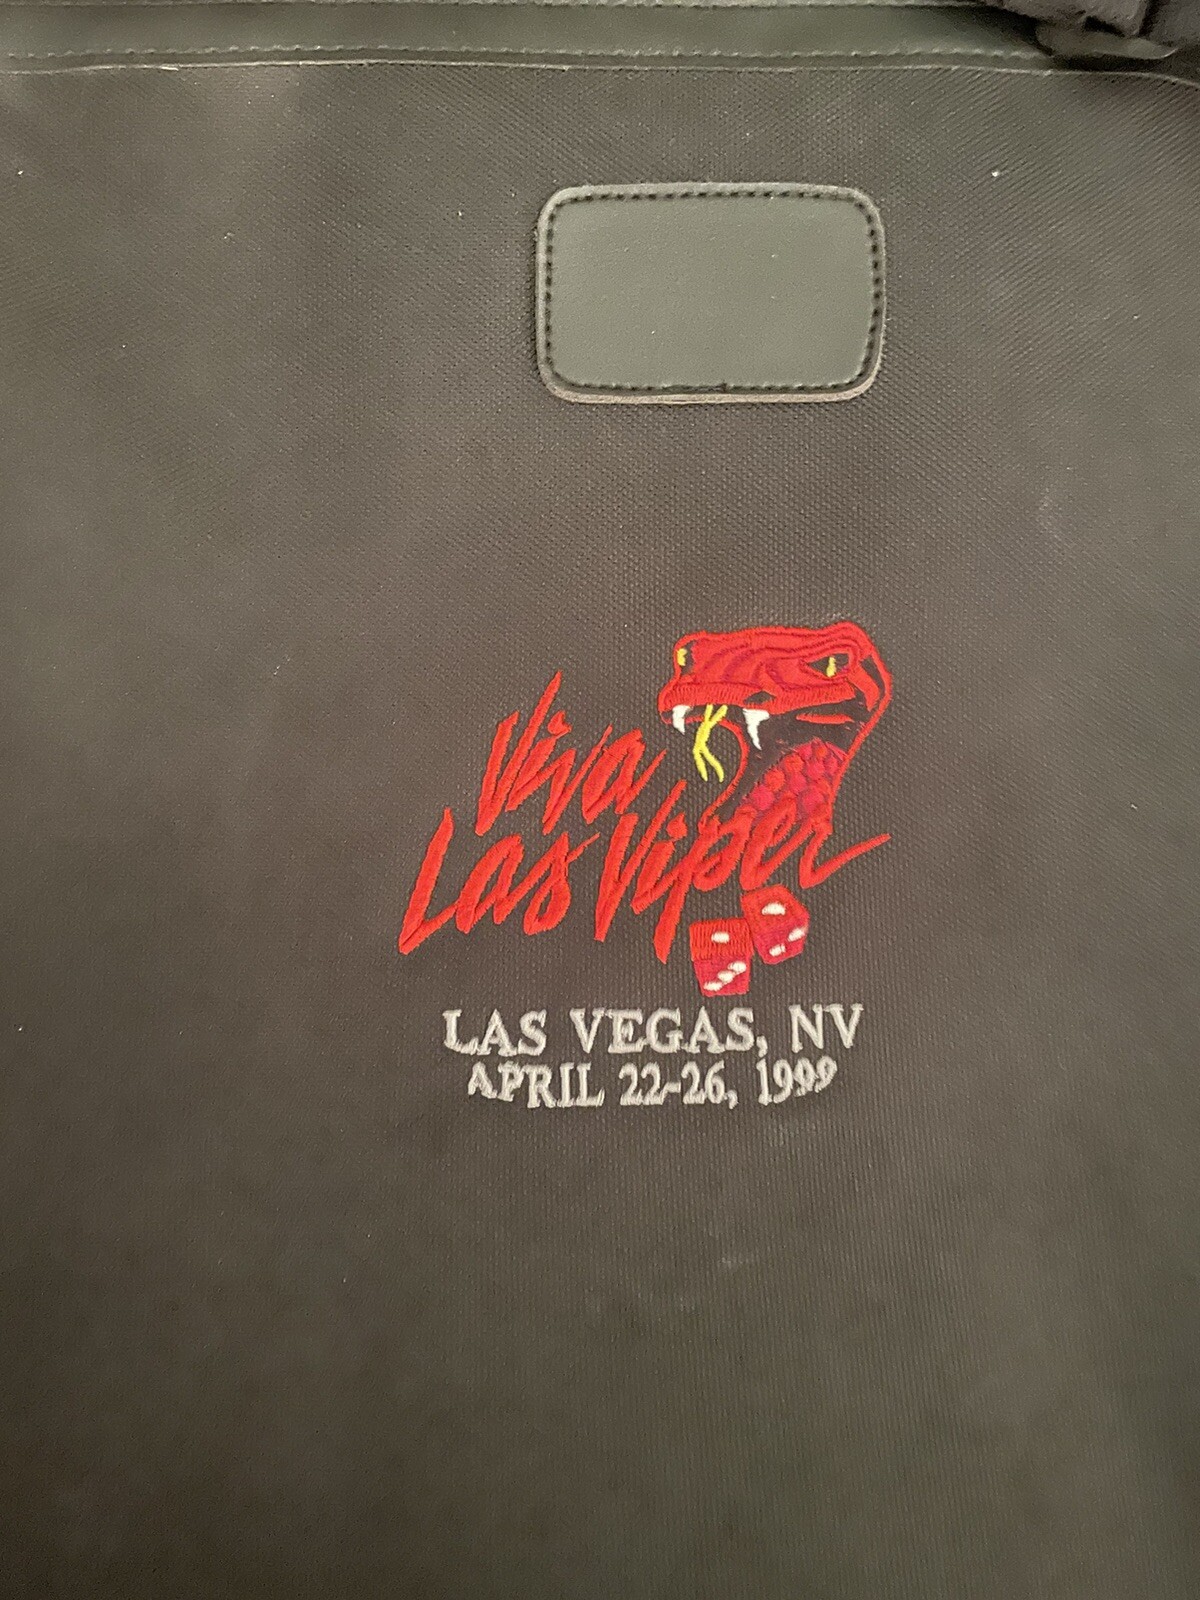 Viva
Las Viper
LAS VEGAS, NV
APRIL 22-26, 1999